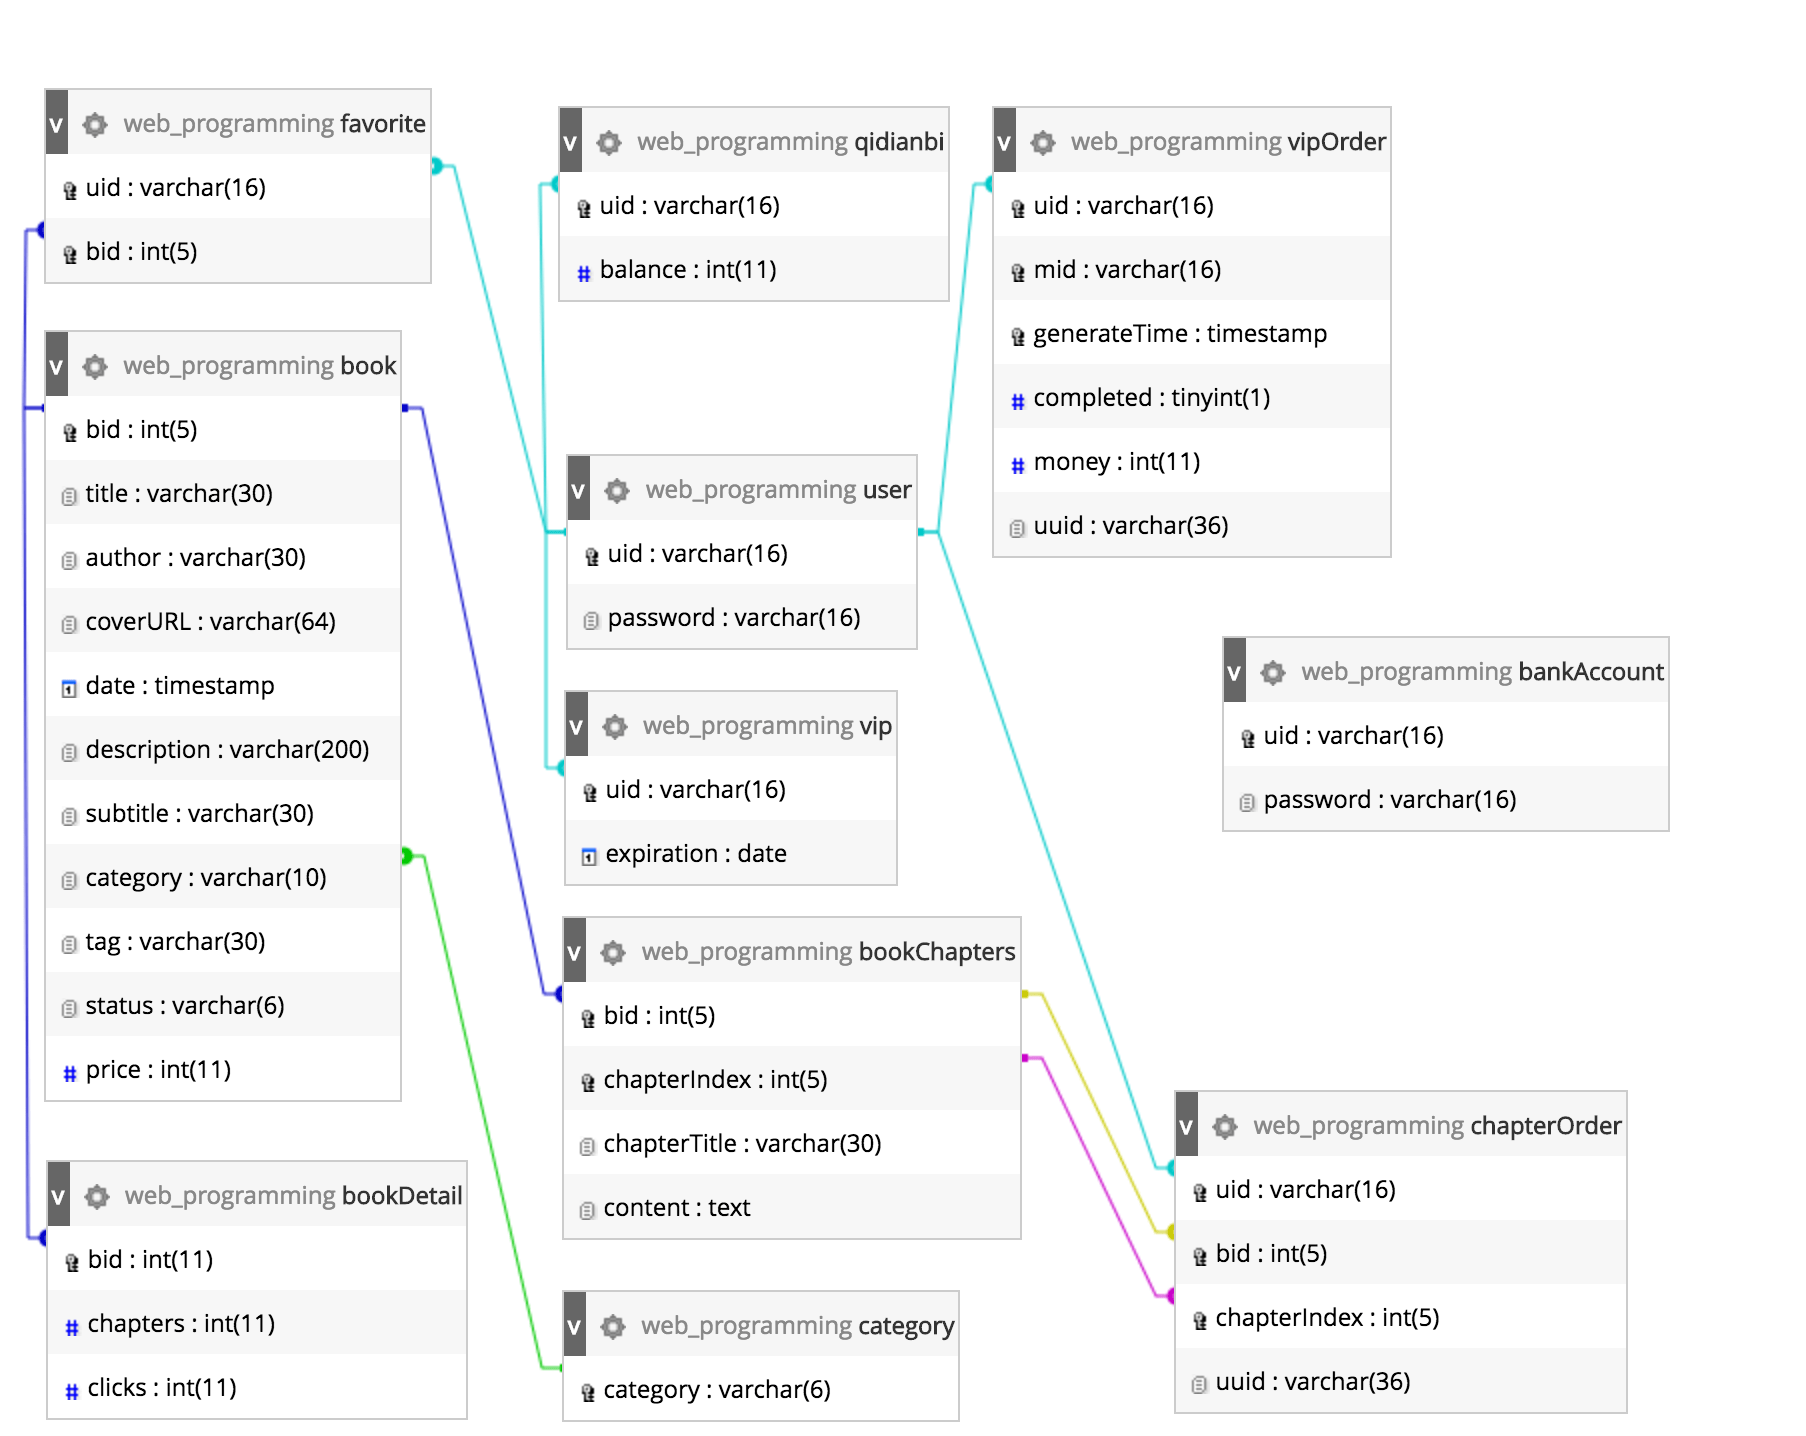 v web_programming favorite
uid : varchar(16)
bid : int(5)
v web_programming book
bid : int(5)
title : varchar(30)
author : varchar(30)
coverURL : varchar(64)
date : timestamp
description : varchar(200)
subtitle : varchar(30)
category : varchar(10)
tag : varchar(30)
status : varchar(6)
# price : int(11)
v web_programming bookDetail
bid : int(11)
# chapters : int(11)
# clicks : int(11)
v web_programming qidianbi
uid : varchar(16)
# balance : int(11)
v web_programming user
uid : varchar(16)
password : varchar(16)
v web_programming vip
uid : varchar(16)
expiration : date
v web_programming bookChapters
bid : int(5)
chapterIndex : int(5)
chapterTitle : varchar(30)
content : text
v web_programming category
category : varchar(6)
v web_programming vipOrder
uid : varchar(16)
mid : varchar(16)
generateTime : timestamp
# completed : tinyint(1)
# money : int(11)
uuid : varchar(36)
v web_programming bankAccount
uid : varchar(16)
password : varchar(16)
v web_programming chapterOrder
uid : varchar(16)
bid : int(5)
chapterIndex : int(5)
uuid : varchar(36)